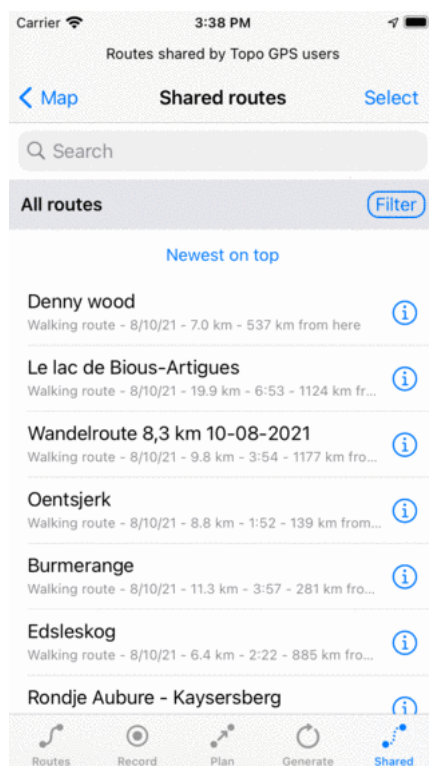 Carrier 3:38 PM
Routes shared by Topo GPS users
Map Shared routes Select
Search
All routes Filter
Newest on top
Denny wood
Walking route - 8/10/21 - 7.0 km - 537 km from here
Le lac de Bious-Artigues
Walking route - 8/10/21 - 19.9 km - 6:53 - 1124 km fr...
Wandelroute 8,3 km 10-08-2021
Walking route - 8/10/21 - 9.8 km - 3:54 - 1177 km fro...
Oentsjerk
Walking route - 8/10/21 - 8.8 km - 1:52 - 139 km from...
Burmerange
Walking route - 8/10/21 - 11.3 km - 3:57 - 281 km fro...
Edsleskog
Walking route - 8/10/21 - 6.4 km - 2:22 - 885 km fro...
Rondje Aubure - Kaysersberg
Routes Record Plan Generate Shared